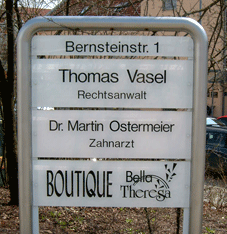 Bernsteinstr. 1
Thomas Vasel
Rechtsanwalt
Dr. Martin Ostermeier
Zahnarzt
BOUTIQUE Bella
Theresa